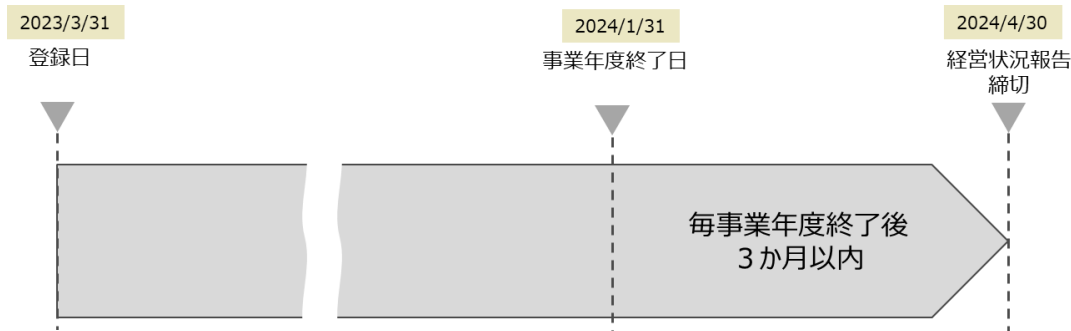 2023/3/31
登録日
2024/1/31
事業年度終了日
2024/4/30
経営状況報告
締切
毎事業年度終了後
３か月以内